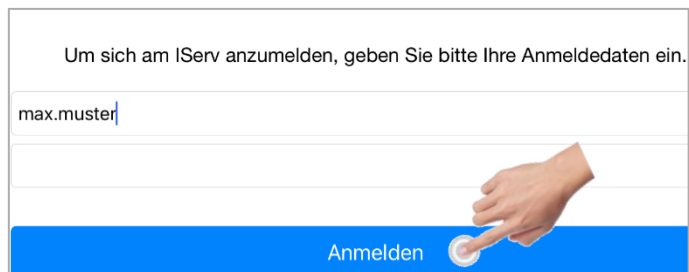 Um sich am IServ anzumelden, geben Sie bitte Ihre Anmeldedaten ein.
max.muster
Anmelden